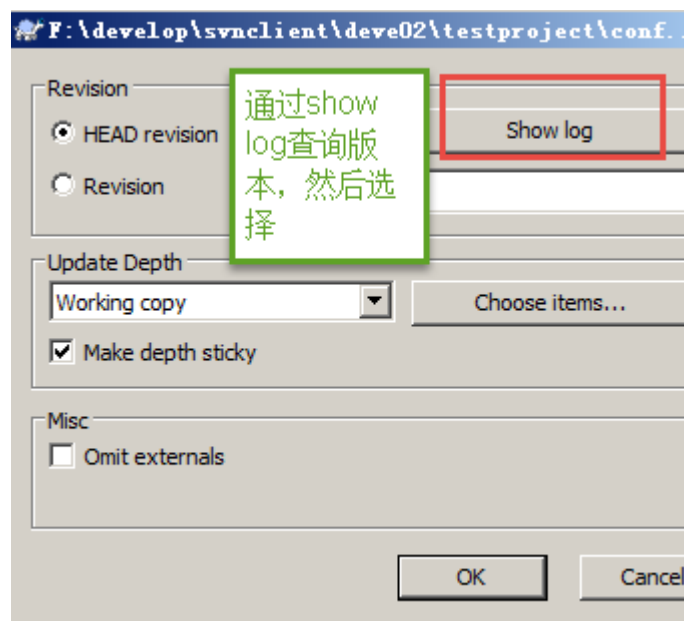 F:\develop\svnclient\deve02\testproject\conf..
Revision
HEAD revision
Show log
Revision
通过show
log查询版
本，然后选
择
Update Depth
Working copy
Choose items...
Make depth sticky
Misc
Omit externals
OK
Cancel